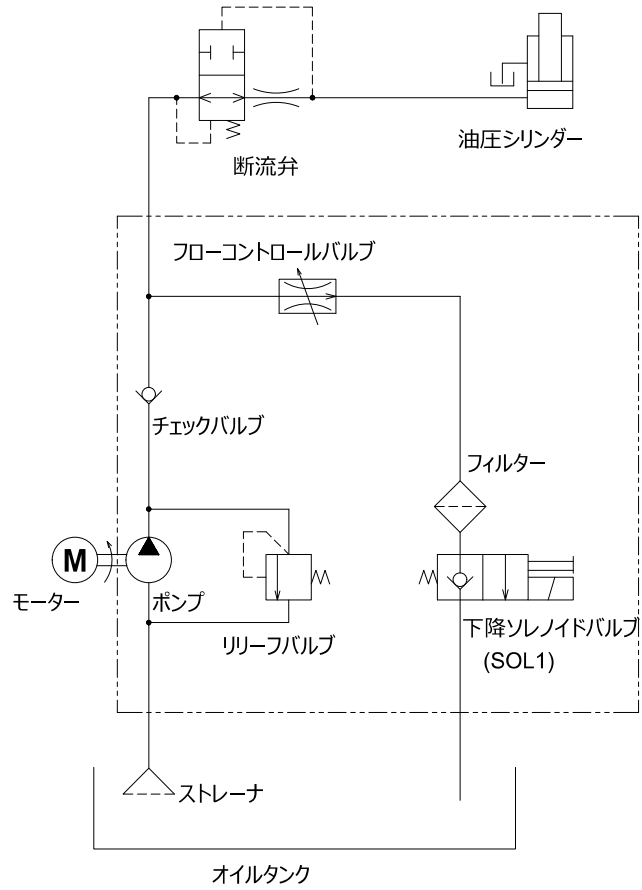 油圧シリンダー
断流弁
フローコントロールバルブ
チェックバルブ
フィルター
M
モーター
ポンプ
リリーフバルブ
下降ソレノイドバルブ
(SOL1)
ストレーナ
オイルタンク